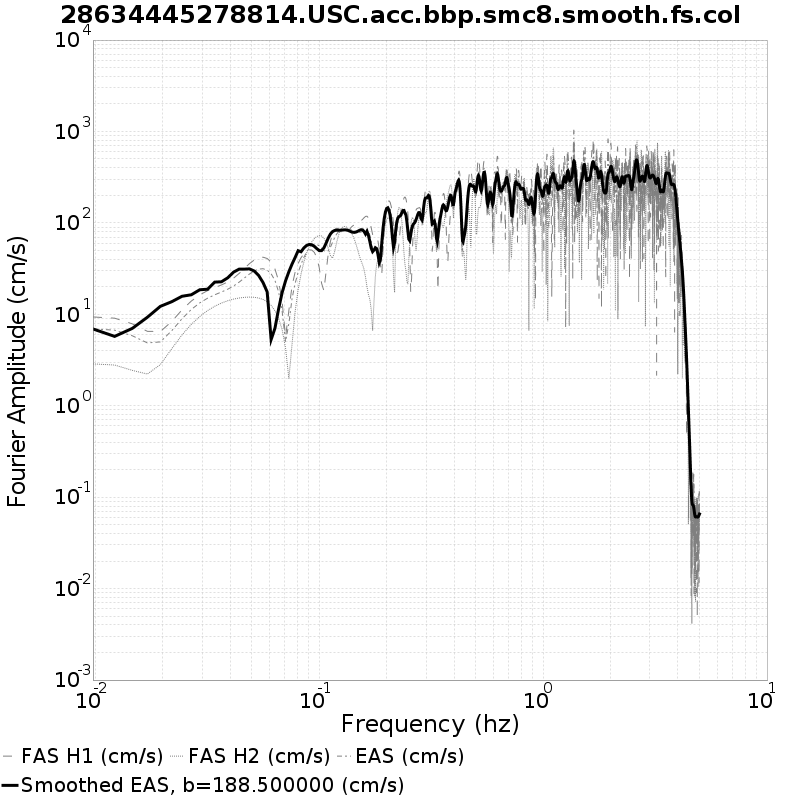 28634445278814.USC.acc.bbp.smc8.smooth.fs.col
10^4
10^3
10^2
10^1
10^0
10^-1
10^-2
10^-3
Fourier Amplitude (cm/s)
10^-2 10^-1 10^0 10^1
Frequency (hz)
FAS H1 (cm/s) FAS H2 (cm/s) EAS (cm/s)
Smoothed EAS, b=188.500000 (cm/s)